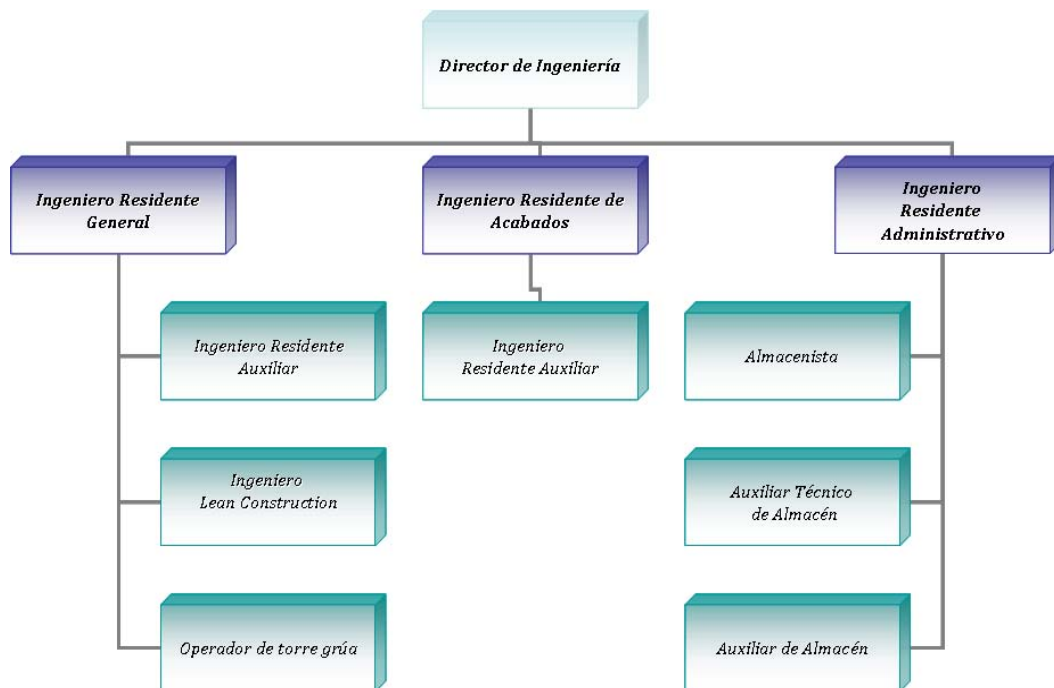 Director de Ingeniería
Ingeniero Residente
General
Ingeniero Residente de
Acabados
Ingeniero
Residente
Administrativo
Ingeniero Residente
Auxiliar
Ingeniero
Residente Auxiliar
Almacenista
Ingeniero
Lean Construction
Auxiliar Técnico
de Almacén
Operador de torre grúa
Auxiliar de Almacén